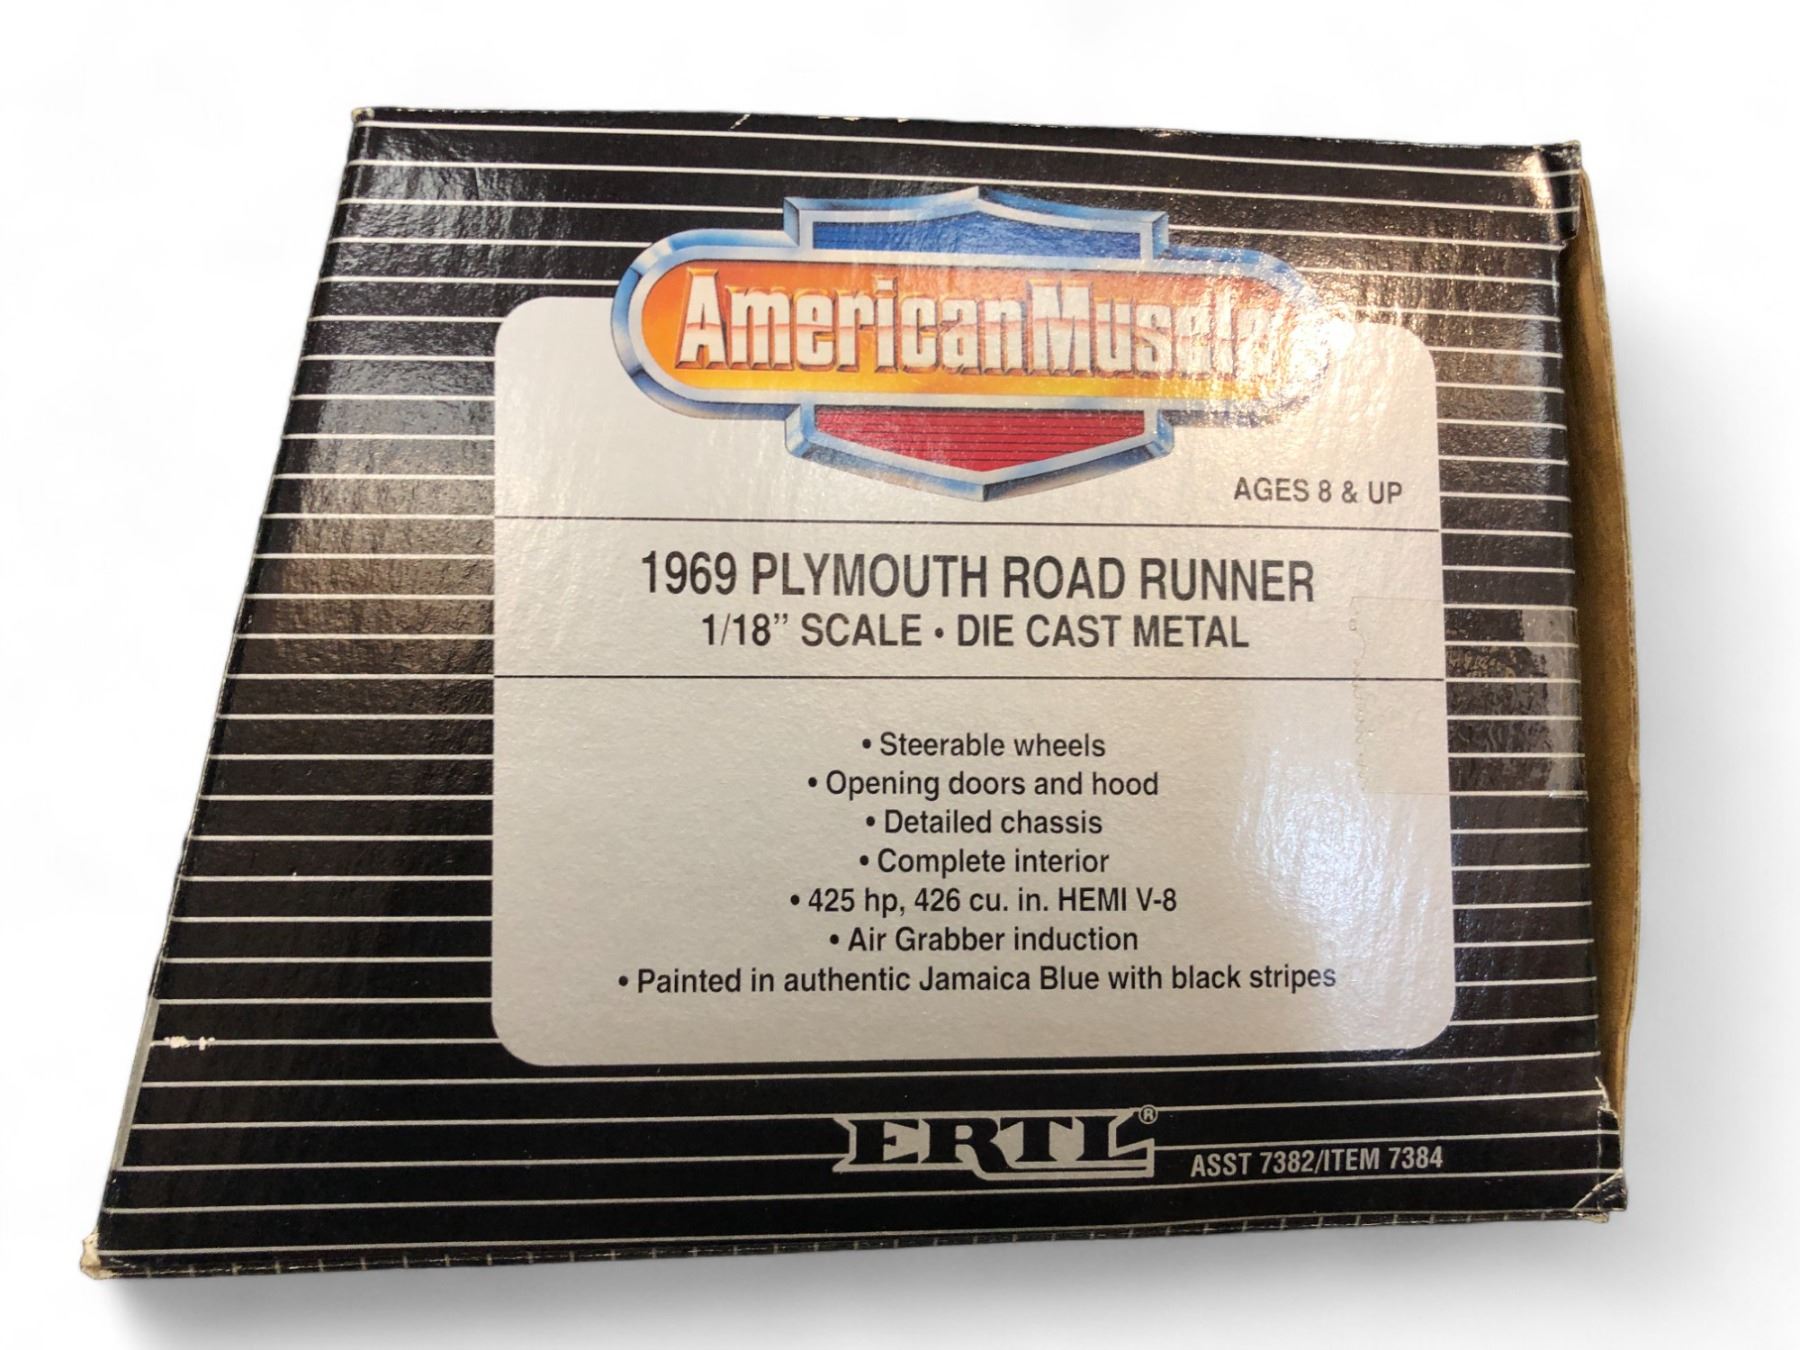 American Muscle
AGES 8 & UP
1969 PLYMOUTH ROAD RUNNER
1/18” SCALE • DIE CAST METAL
• Steerable wheels
• Opening doors and hood
• Detailed chassis
• Complete interior
• 425 hp, 426 cu. in. HEMI V-8
• Air Grabber induction
• Painted in authentic Jamaica Blue with black stripes
ERTL®
ASST 7382/ITEM 7384